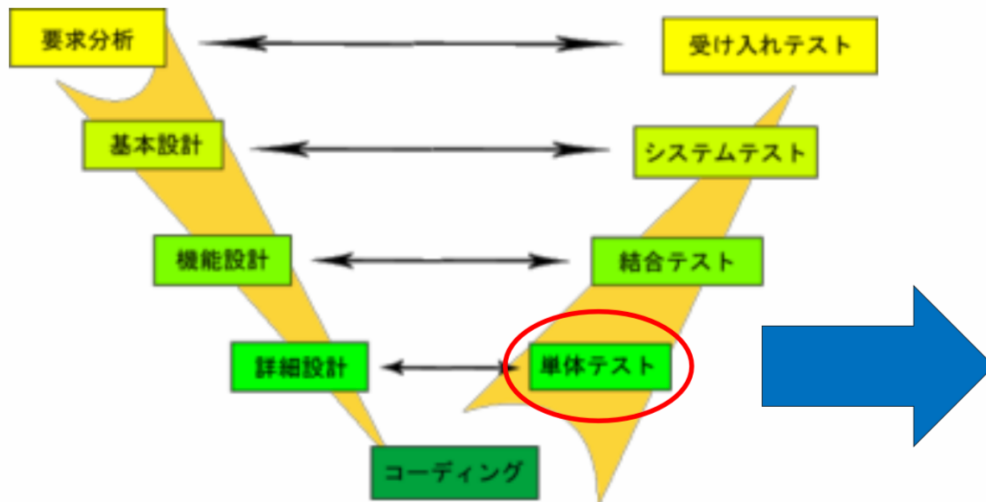 要求分析
受け入れテスト
基本設計
システムテスト
機能設計
結合テスト
詳細設計
単体テスト
コーディング